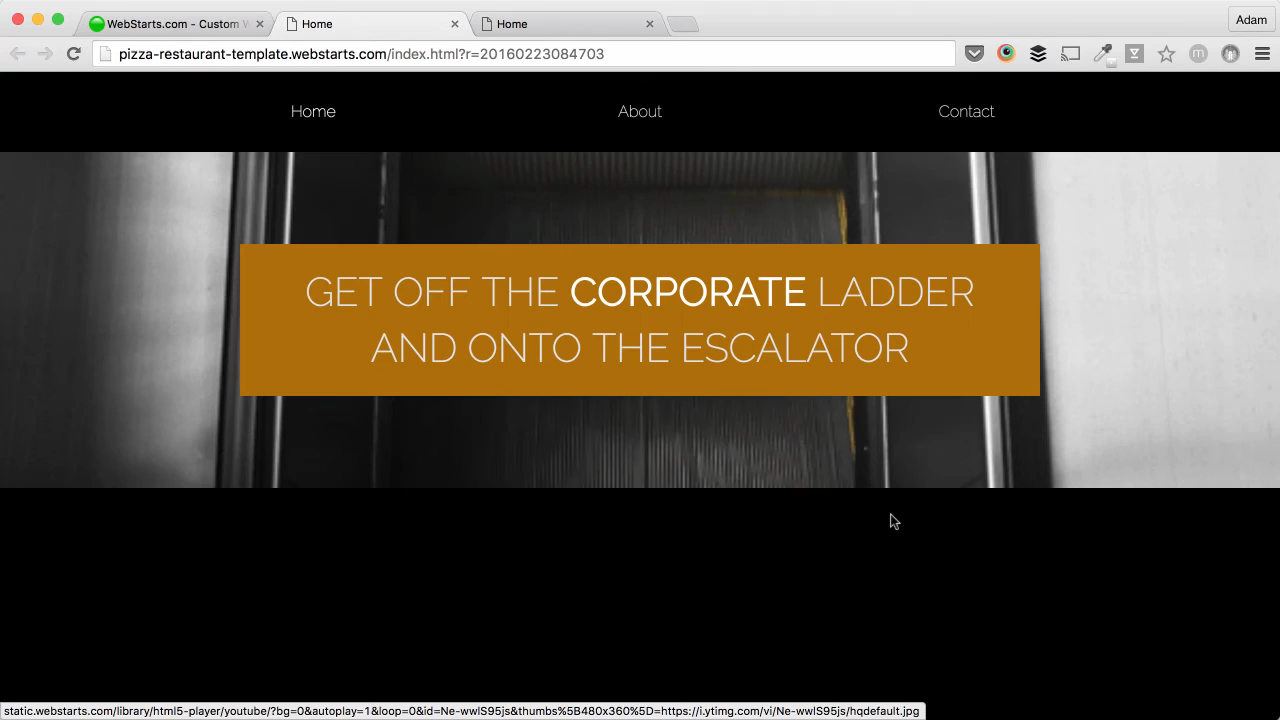 WebStarts.com - Custom W
Home
Home
Adam
pizza-restaurant-template.webstarts.com/index.html?r=20160223084703
m
Home
About
Contact
GET OFF THE CORPORATE LADDER
AND ONTO THE ESCALATOR
static.webstarts.com/library/html5-player/youtube/?bg=0&autoplay=1&loop=0&id=Ne-wwlS95js&thumbs%5B480x360%5D=https://i.ytimg.com/vi/Ne-wwlS95js/hqdefault.jpg